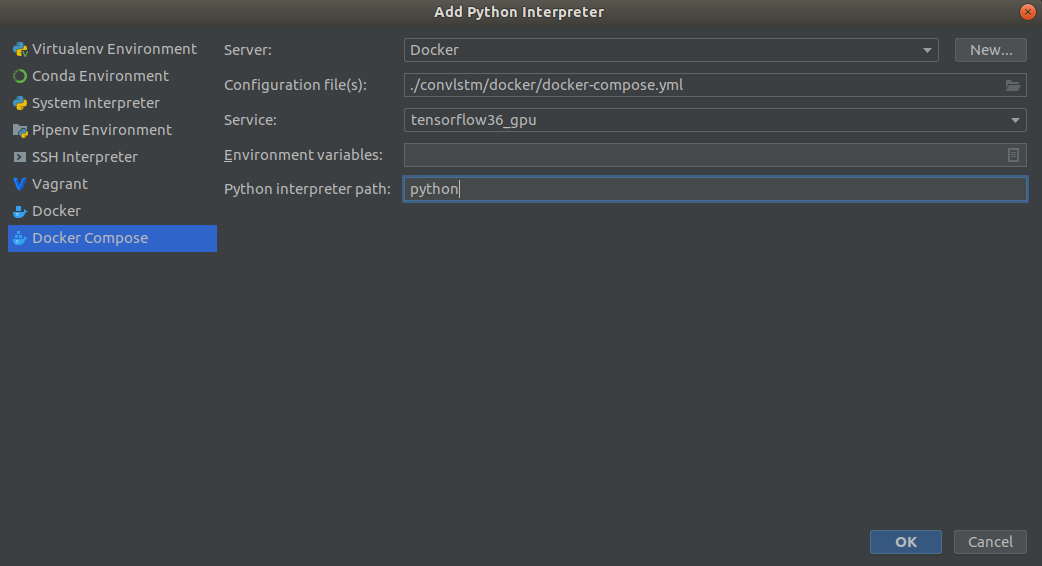 Add Python Interpreter
Virtualenv Environment
Conda Environment
System Interpreter
Pipenv Environment
SSH Interpreter
Vagrant
Docker
Docker Compose
Server: Docker New...
Configuration file(s): ./convlstm/docker/docker-compose.yml
Service: tensorflow36_gpu
Environment variables:
Python interpreter path: python
OK Cancel